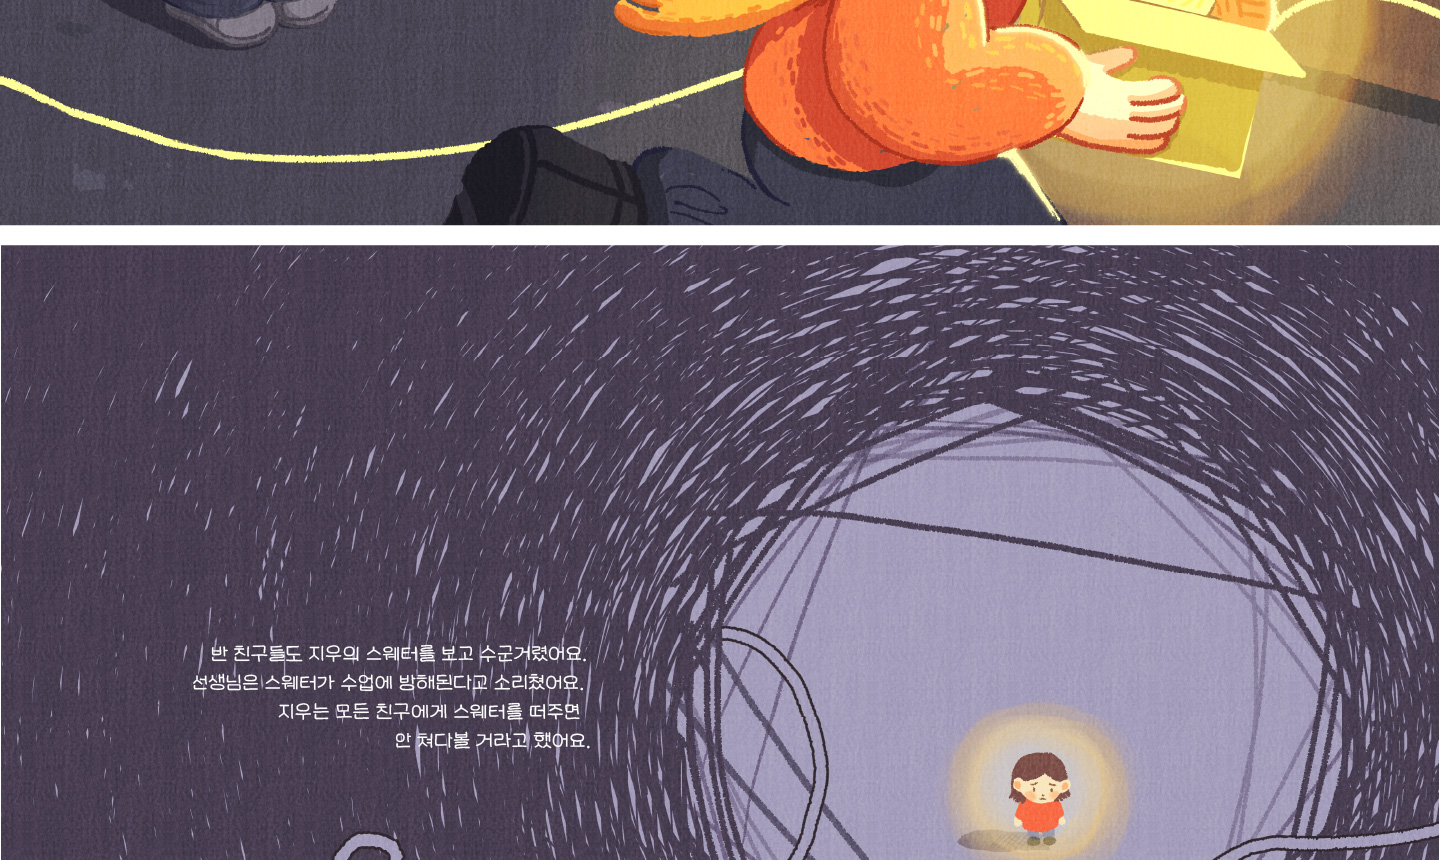 반 친구들도 지우의 스웨터를 보고 수군거렸어요.
선생님은 스웨터가 수업에 방해된다고 소리쳤어요.
지우는 모든 친구에게 스웨터를 떠주면
안 쳐다볼 거라고 했어요.